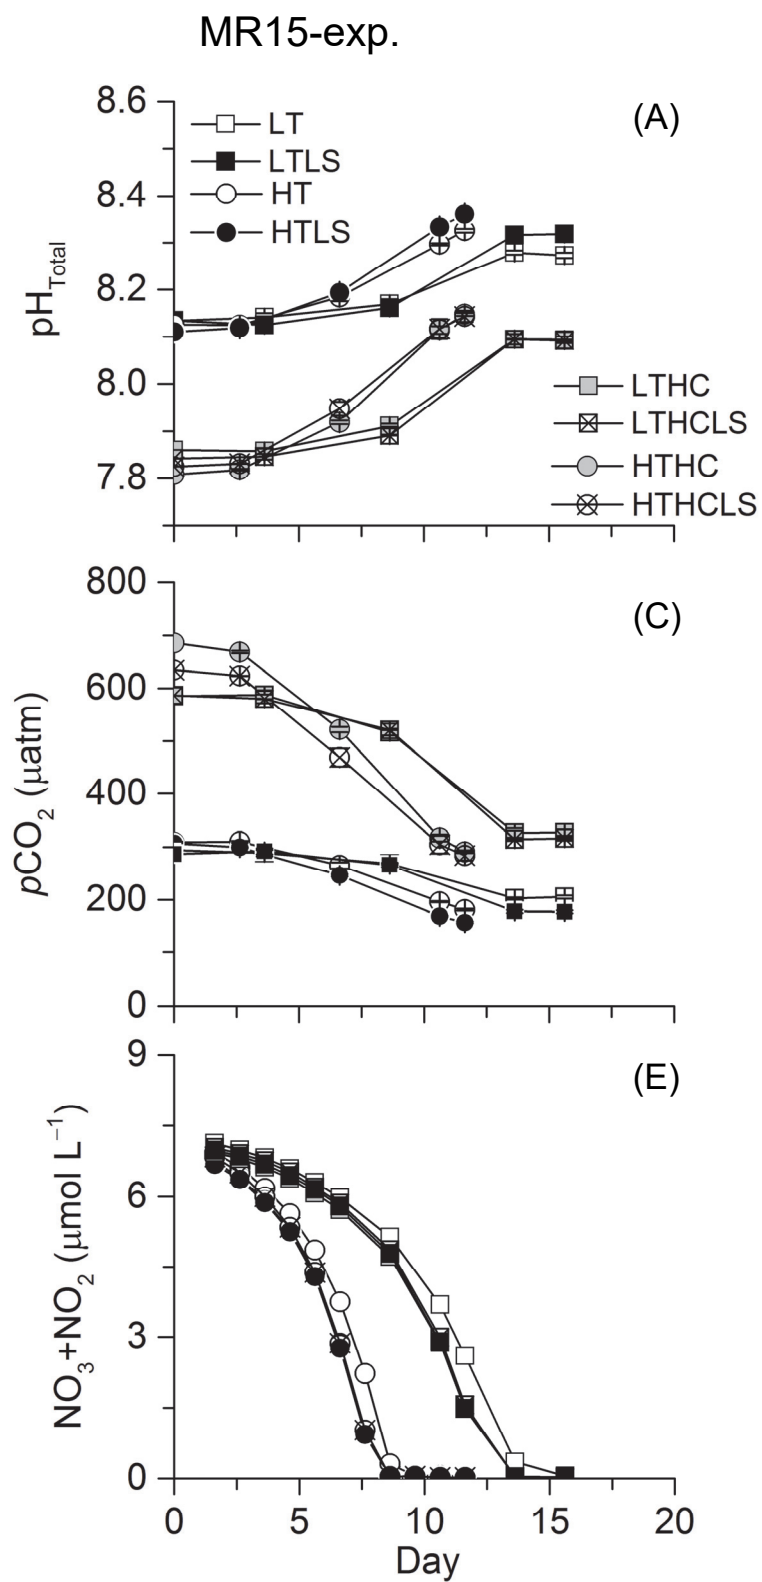 MR15-exp.
8.6
8.4
8.2
8.0
7.8
pH_Total
(A)
LT
LTLS
HT
HTLS
LTHC
LTHCLS
HTHC
HTHCLS
800
600
400
200
0
pCO₂ (μatm)
(C)
9
6
3
0
NO₃+NO₂ (μmol L⁻¹)
(E)
0 5 10 15 20
Day